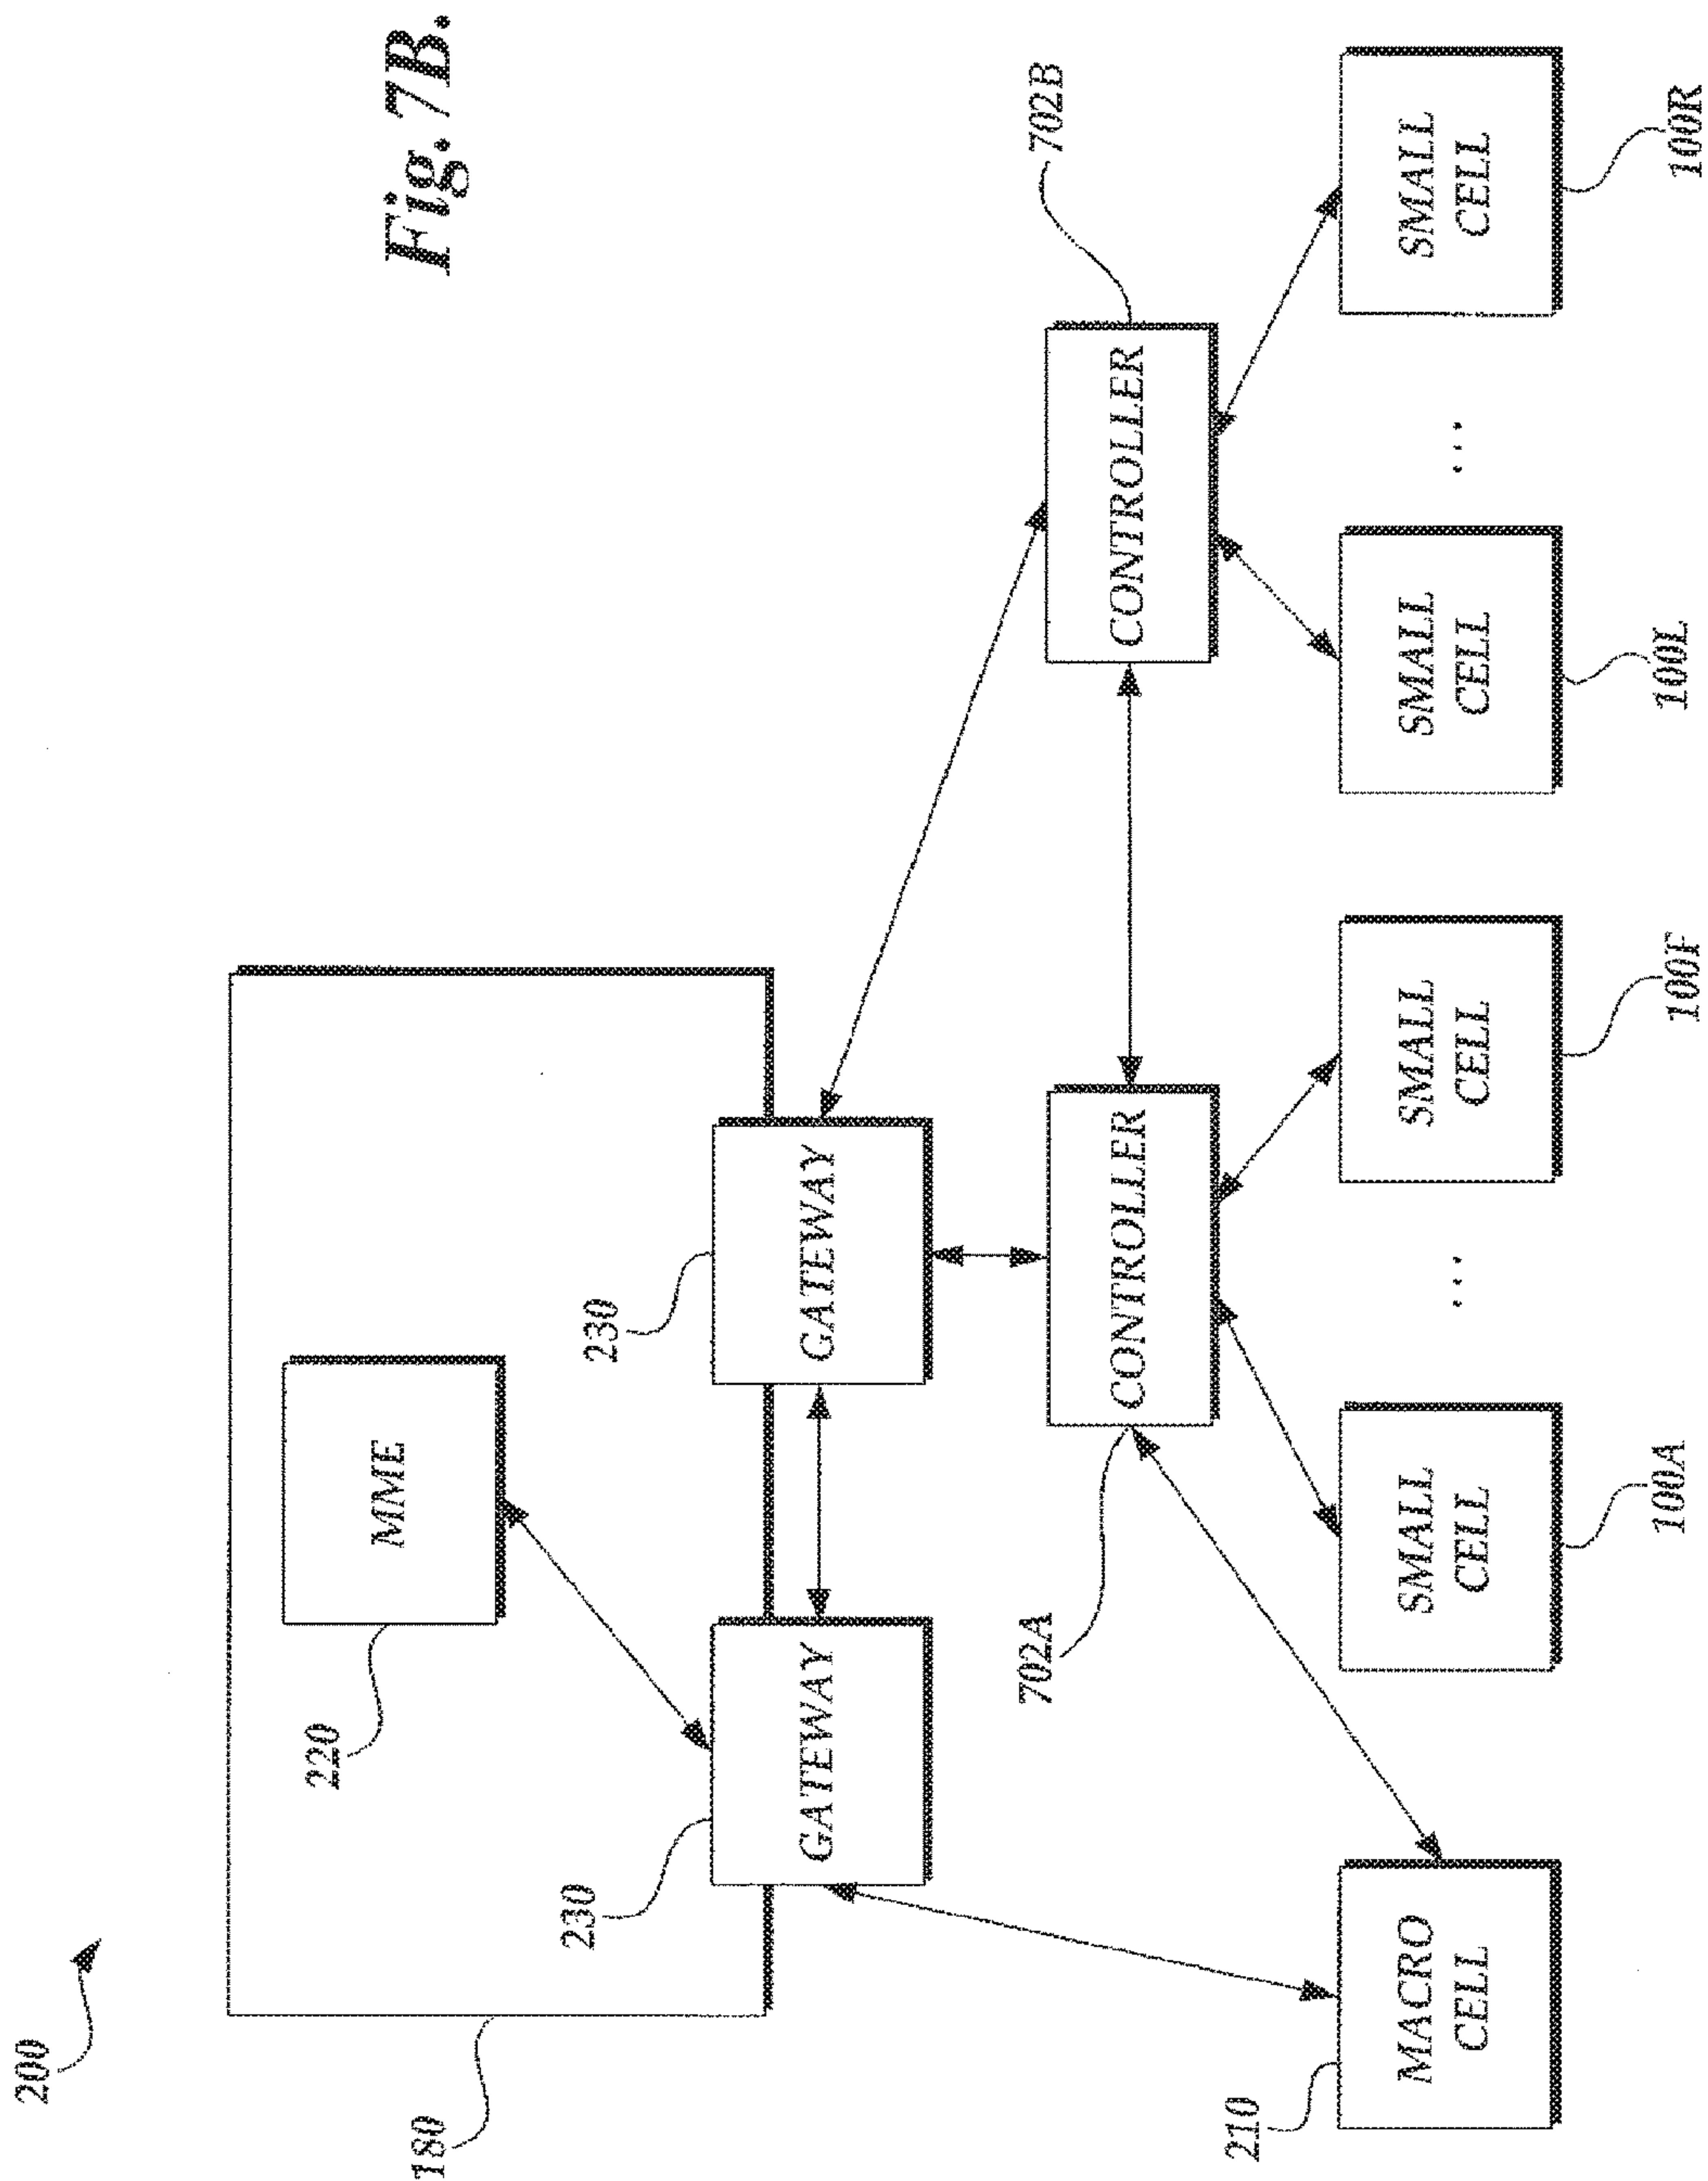 Fig. 7B.
200
180
220
MME
230
GATEWAY
230
GATEWAY
702A
CONTROLLER
702B
CONTROLLER
210
MACRO
CELL
SMALL
CELL
100A
...
SMALL
CELL
100F
SMALL
CELL
100L
...
SMALL
CELL
100R